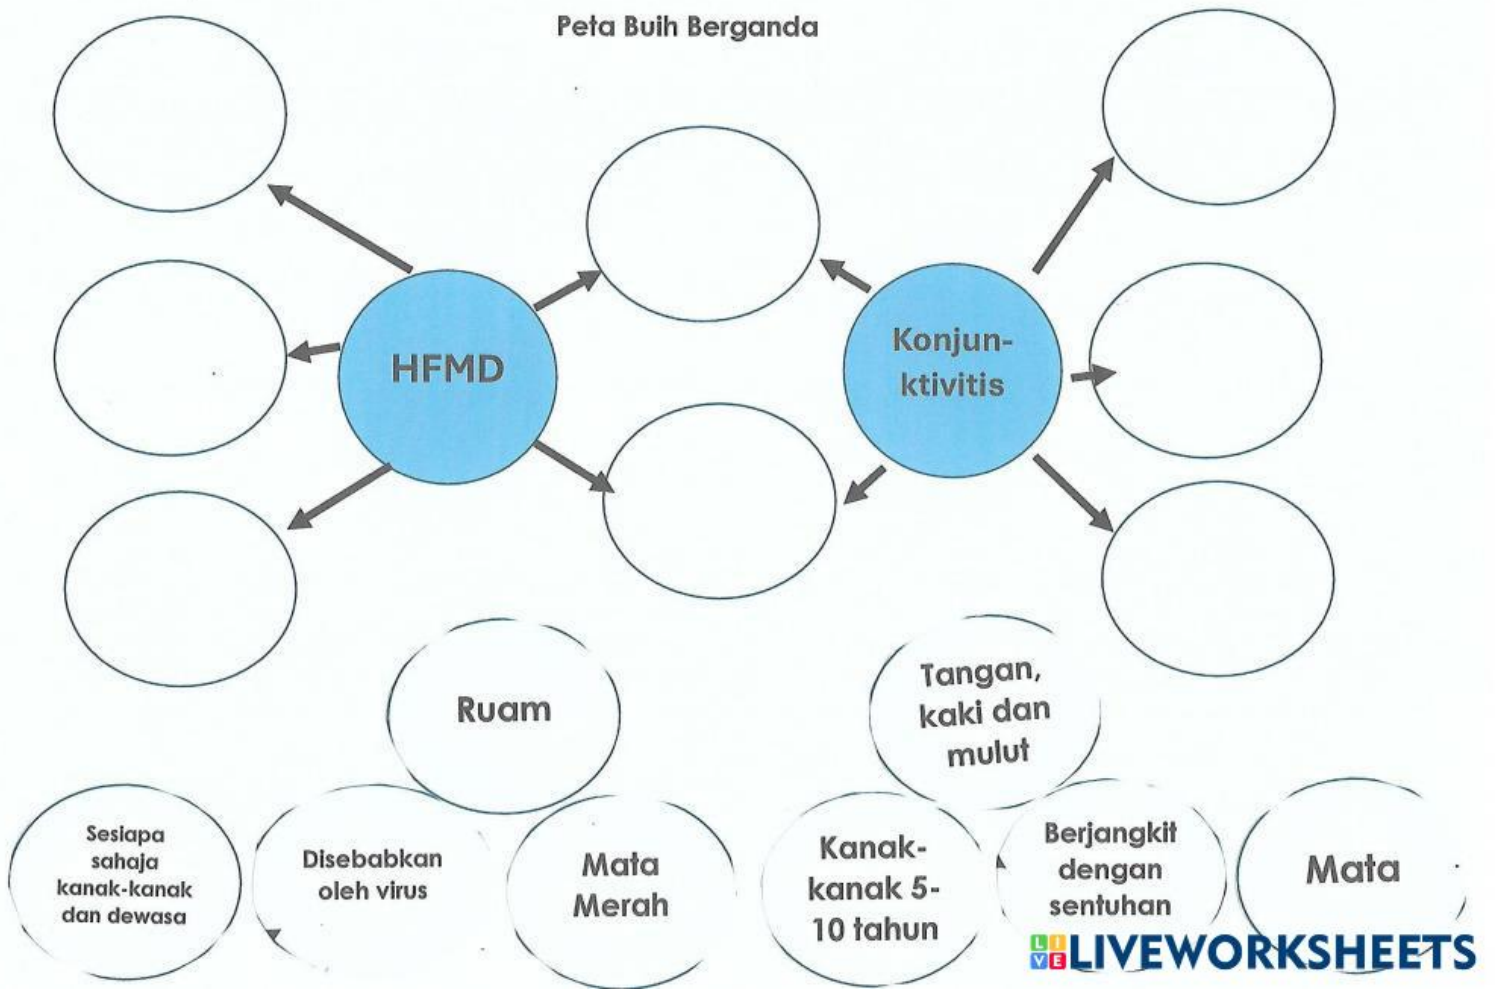 Peta Buih Berganda
HFMD
Konjun-
ktivitis
Ruam
Tangan,
kaki dan
mulut
Sesiapa
sahaja
kanak-kanak
dan dewasa
Disebabkan
oleh virus
Mata
Merah
Kanak-
kanak 5-
10 tahun
Berjangkit
dengan
sentuhan
Mata
LIVE LIVEWORKSHEETS